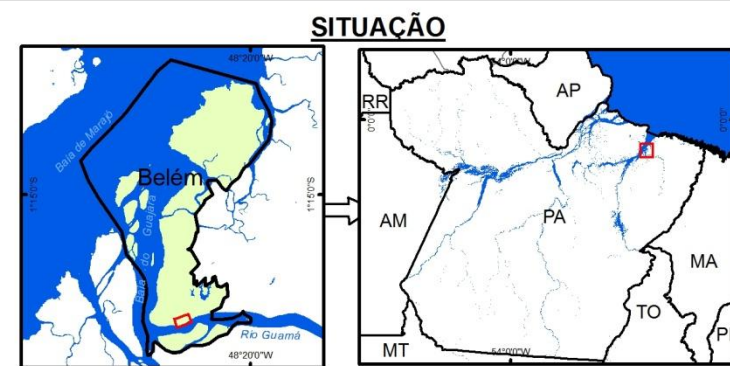 SITUAÇÃO
48°20'0"W
Baía de Marajó
Belém
Baía do Guajará
1°15'0"S
1°15'0"S
Rio Guamá
48°20'0"W
54°0'0"W
RR
AP
0°0'0"
0°0'0"
AM
PA
MA
TO
MT
54°0'0"W